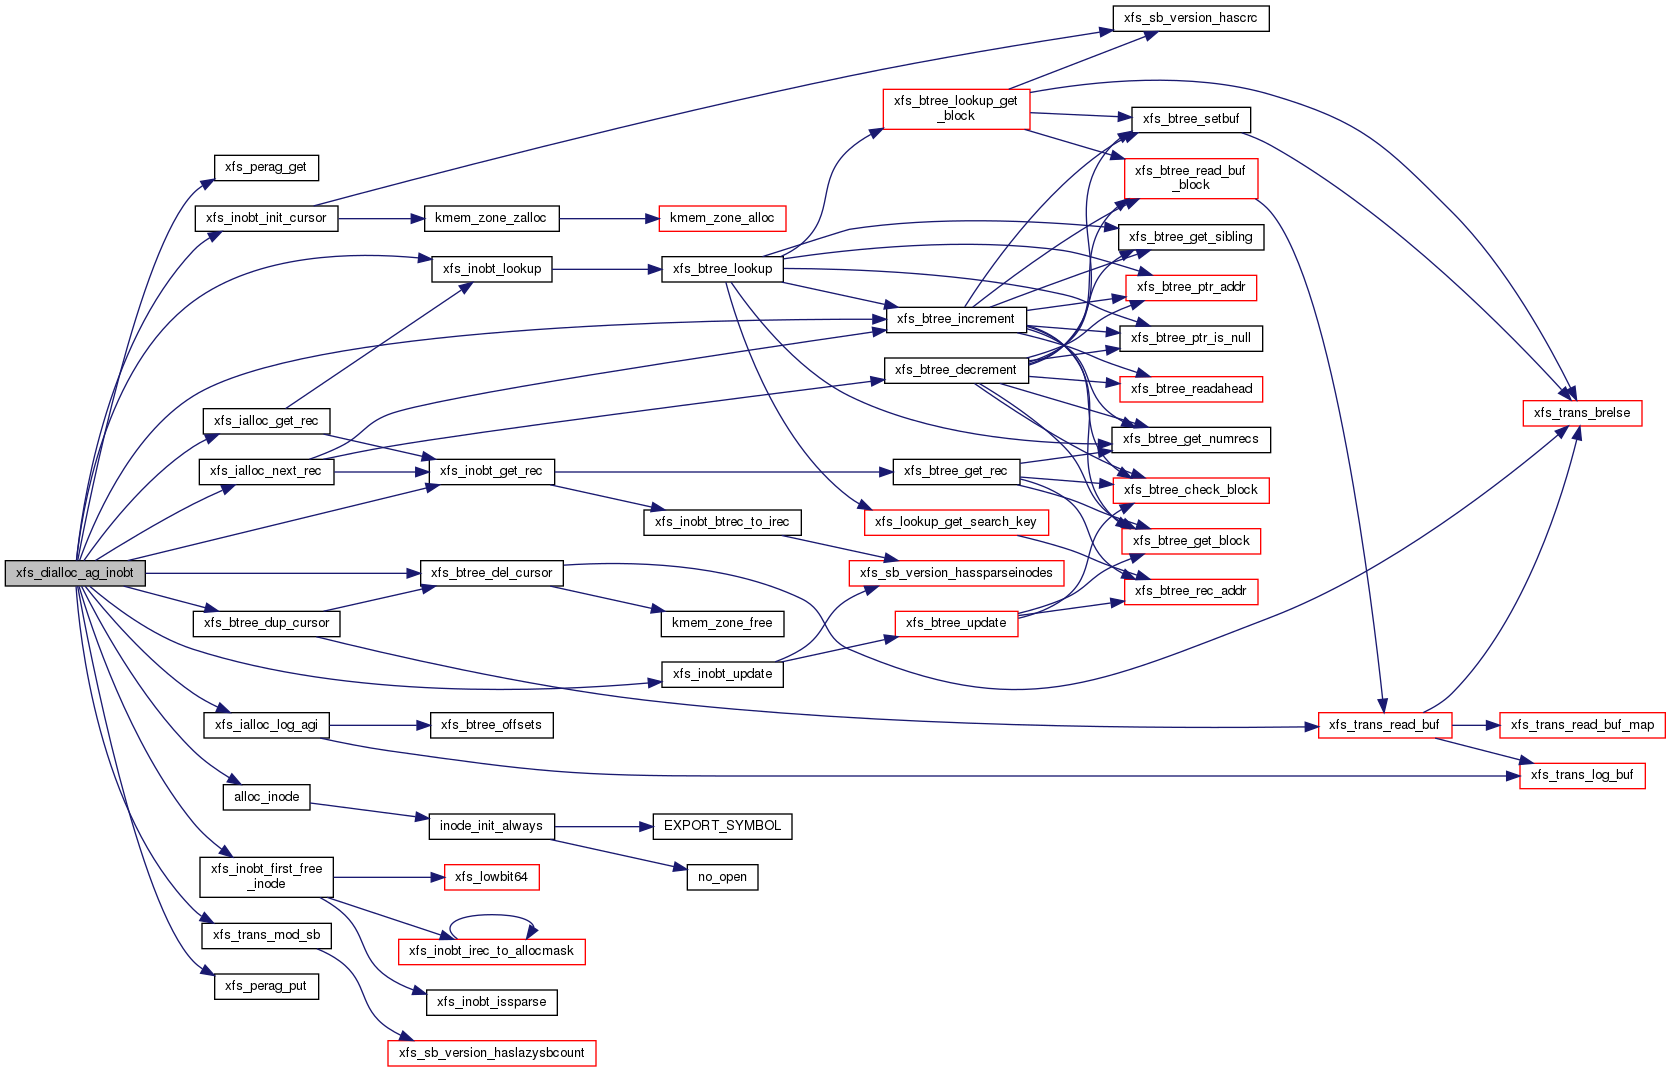 xfs_sb_version_hascrc
xfs_btree_lookup_get
_block
xfs_btree_setbuf
xfs_perag_get
xfs_btree_read_buf
_block
xfs_inobt_init_cursor
kmem_zone_zalloc
kmem_zone_alloc
xfs_btree_get_sibling
xfs_inobt_lookup
xfs_btree_lookup
xfs_btree_ptr_addr
xfs_btree_increment
xfs_btree_ptr_is_null
xfs_btree_decrement
xfs_btree_readahead
xfs_ialloc_get_rec
xfs_trans_brelse
xfs_btree_get_numrecs
xfs_ialloc_next_rec
xfs_inobt_get_rec
xfs_btree_get_rec
xfs_btree_check_block
xfs_inobt_btrec_to_irec
xfs_lookup_get_search_key
xfs_btree_get_block
xfs_dialloc_ag_inobt
xfs_btree_del_cursor
xfs_sb_version_hassparseinodes
xfs_btree_rec_addr
xfs_btree_dup_cursor
kmem_zone_free
xfs_btree_update
xfs_inobt_update
xfs_ialloc_log_agi
xfs_btree_offsets
xfs_trans_read_buf
xfs_trans_read_buf_map
xfs_trans_log_buf
alloc_inode
inode_init_always
EXPORT_SYMBOL
xfs_inobt_first_free
_inode
xfs_lowbit64
no_open
xfs_trans_mod_sb
xfs_inobt_irec_to_allocmask
xfs_perag_put
xfs_inobt_issparse
xfs_sb_version_haslazysbcount